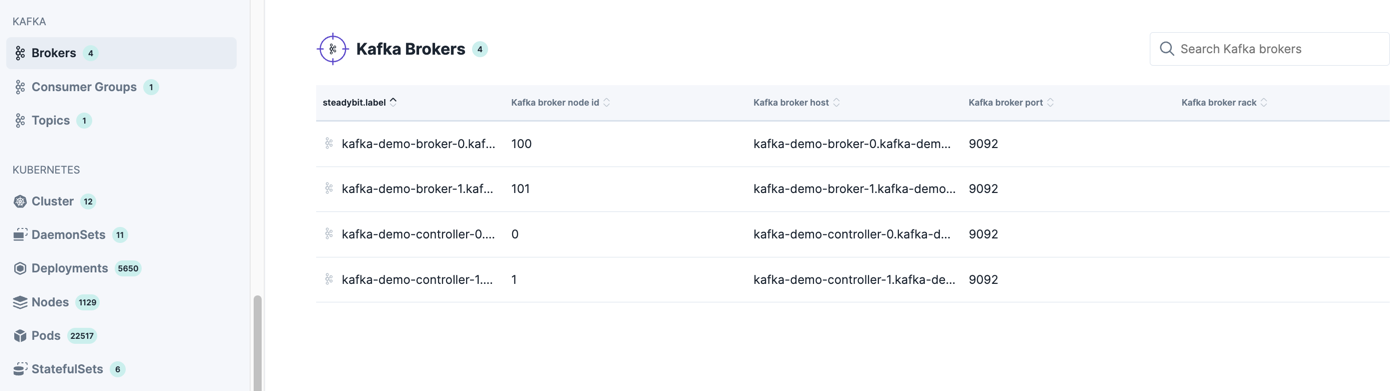 KAFKA
Brokers 4
Consumer Groups 1
Topics 1
KUBERNETES
Cluster 12
DaemonSets 11
Deployments 5650
Nodes 1129
Pods 22517
StatefulSets 6
Kafka Brokers 4
Search Kafka brokers
steadybit.label Kafka broker node id Kafka broker host Kafka broker port Kafka broker rack
kafka-demo-broker-0.kaf... 100 kafka-demo-broker-0.kafka-dem... 9092
kafka-demo-broker-1.kaf... 101 kafka-demo-broker-1.kafka-demo... 9092
kafka-demo-controller-0.... 0 kafka-demo-controller-0.kafka-d... 9092
kafka-demo-controller-1.... 1 kafka-demo-controller-1.kafka-de... 9092